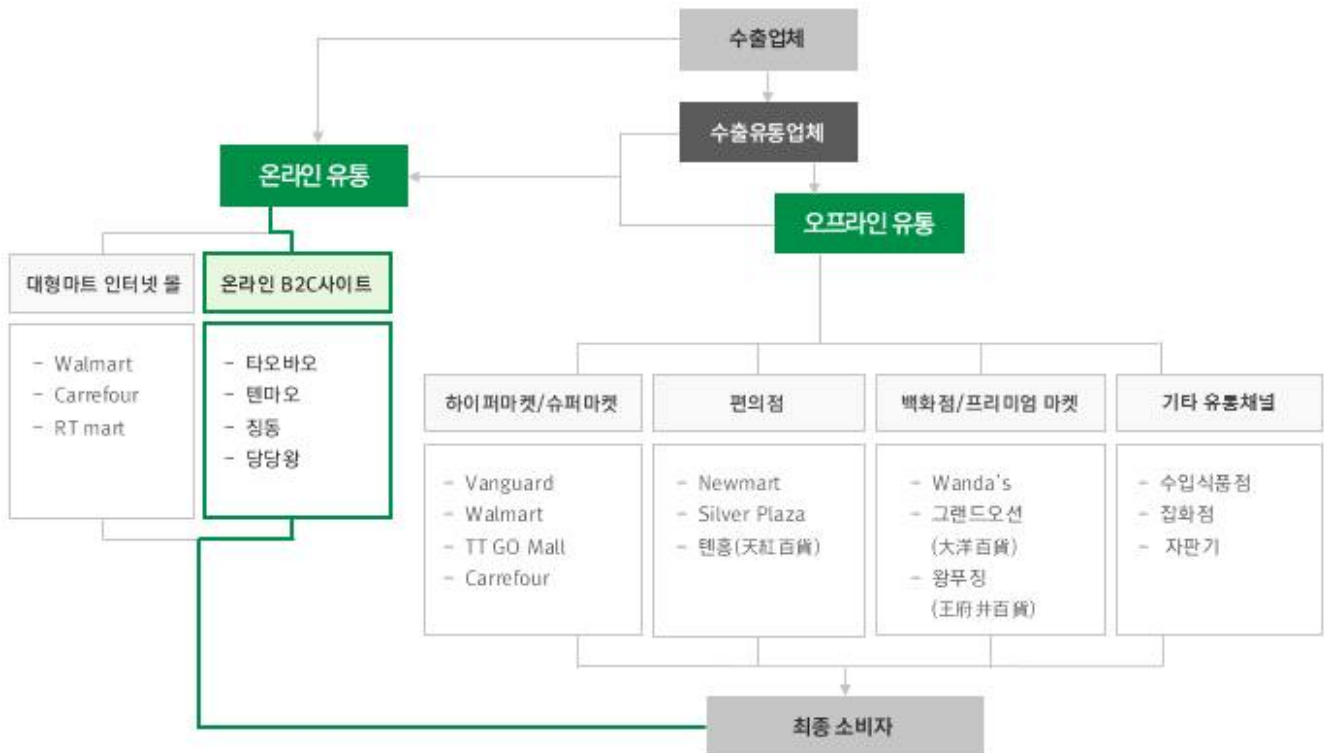 수출업체
수출유통업체
온라인 유통
오프라인 유통
대형마트 인터넷 몰
온라인 B2C사이트
- Walmart
- Carrefour
- RT mart
- 타오바오
- 텐마오
- 징동
- 당당왕
하이퍼마켓/슈퍼마켓
편의점
백화점/프리미엄 마켓
기타 유통채널
- Vanguard
- Walmart
- TT GO Mall
- Carrefour
- Newmart
- Silver Plaza
- 톈홍(天紅百貨)
- Wanda's
- 그랜드오션
(大洋百貨)
- 왕푸징
(王府井百貨)
- 수입식품점
- 잡화점
- 자판기
최종 소비자